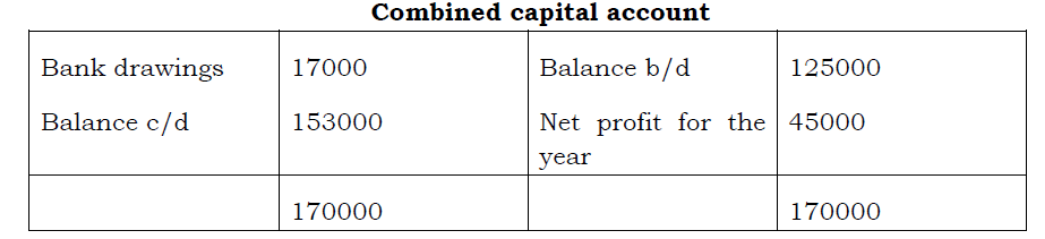 Combined capital account
Bank drawings 17000 Balance b/d 125000
Balance c/d 153000 Net profit for the 45000
year
170000 170000